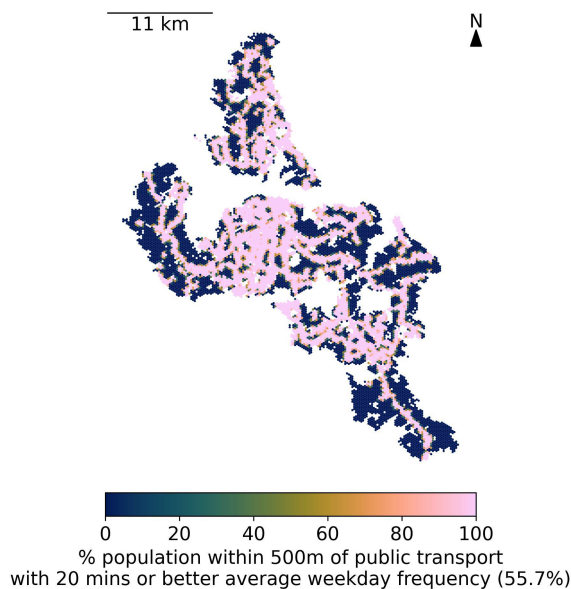 11 km
N
0 20 40 60 80 100
% population within 500m of public transport
with 20 mins or better average weekday frequency (55.7%)